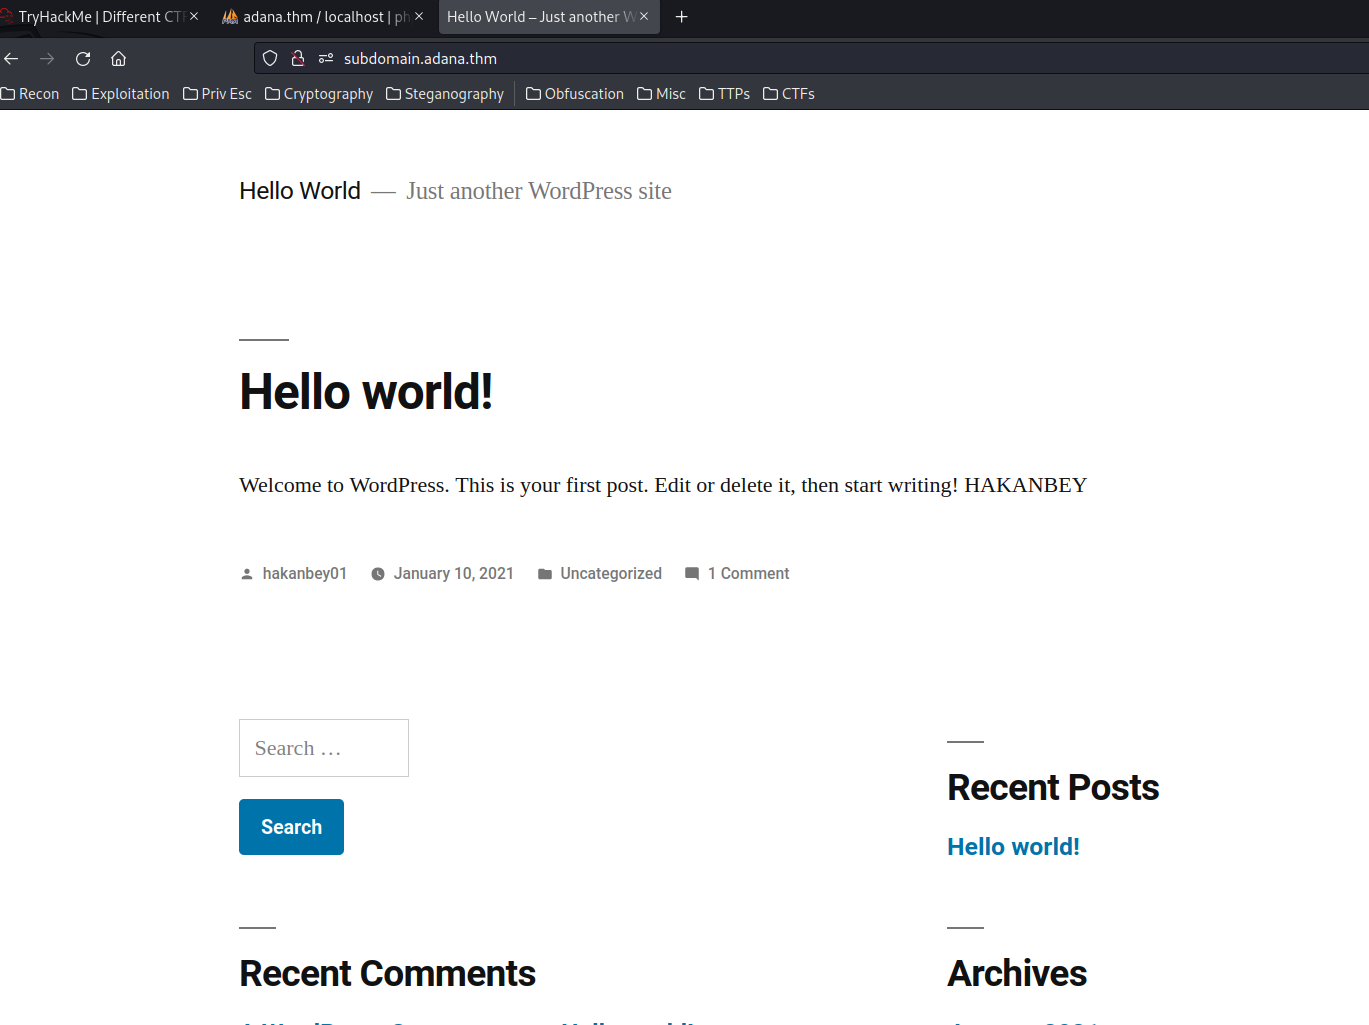 TryHackMe | Different CTF
adana.thm / localhost | ph
Hello World – Just another W
subdomain.adana.thm
Recon Exploitation Priv Esc Cryptography Steganography Obfuscation Misc TTPs CTFs
Hello World — Just another WordPress site
Hello world!
Welcome to WordPress. This is your first post. Edit or delete it, then start writing! HAKANBEY
hakanbey01 January 10, 2021 Uncategorized 1 Comment
Search …
Search
Recent Posts
Hello world!
Recent Comments
Archives